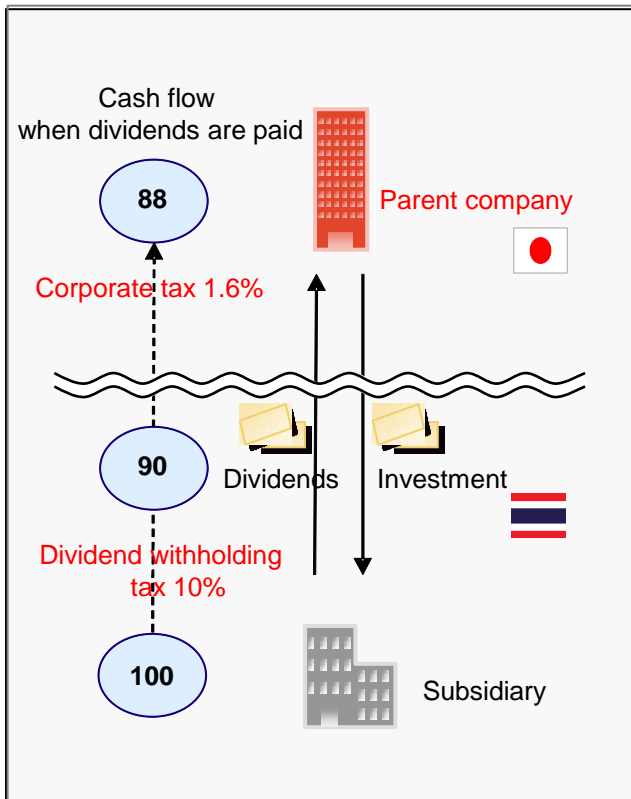 Cash flow
when dividends are paid
88
Parent company
Corporate tax 1.6%
90
Dividends
Investment
Dividend withholding
tax 10%
100
Subsidiary